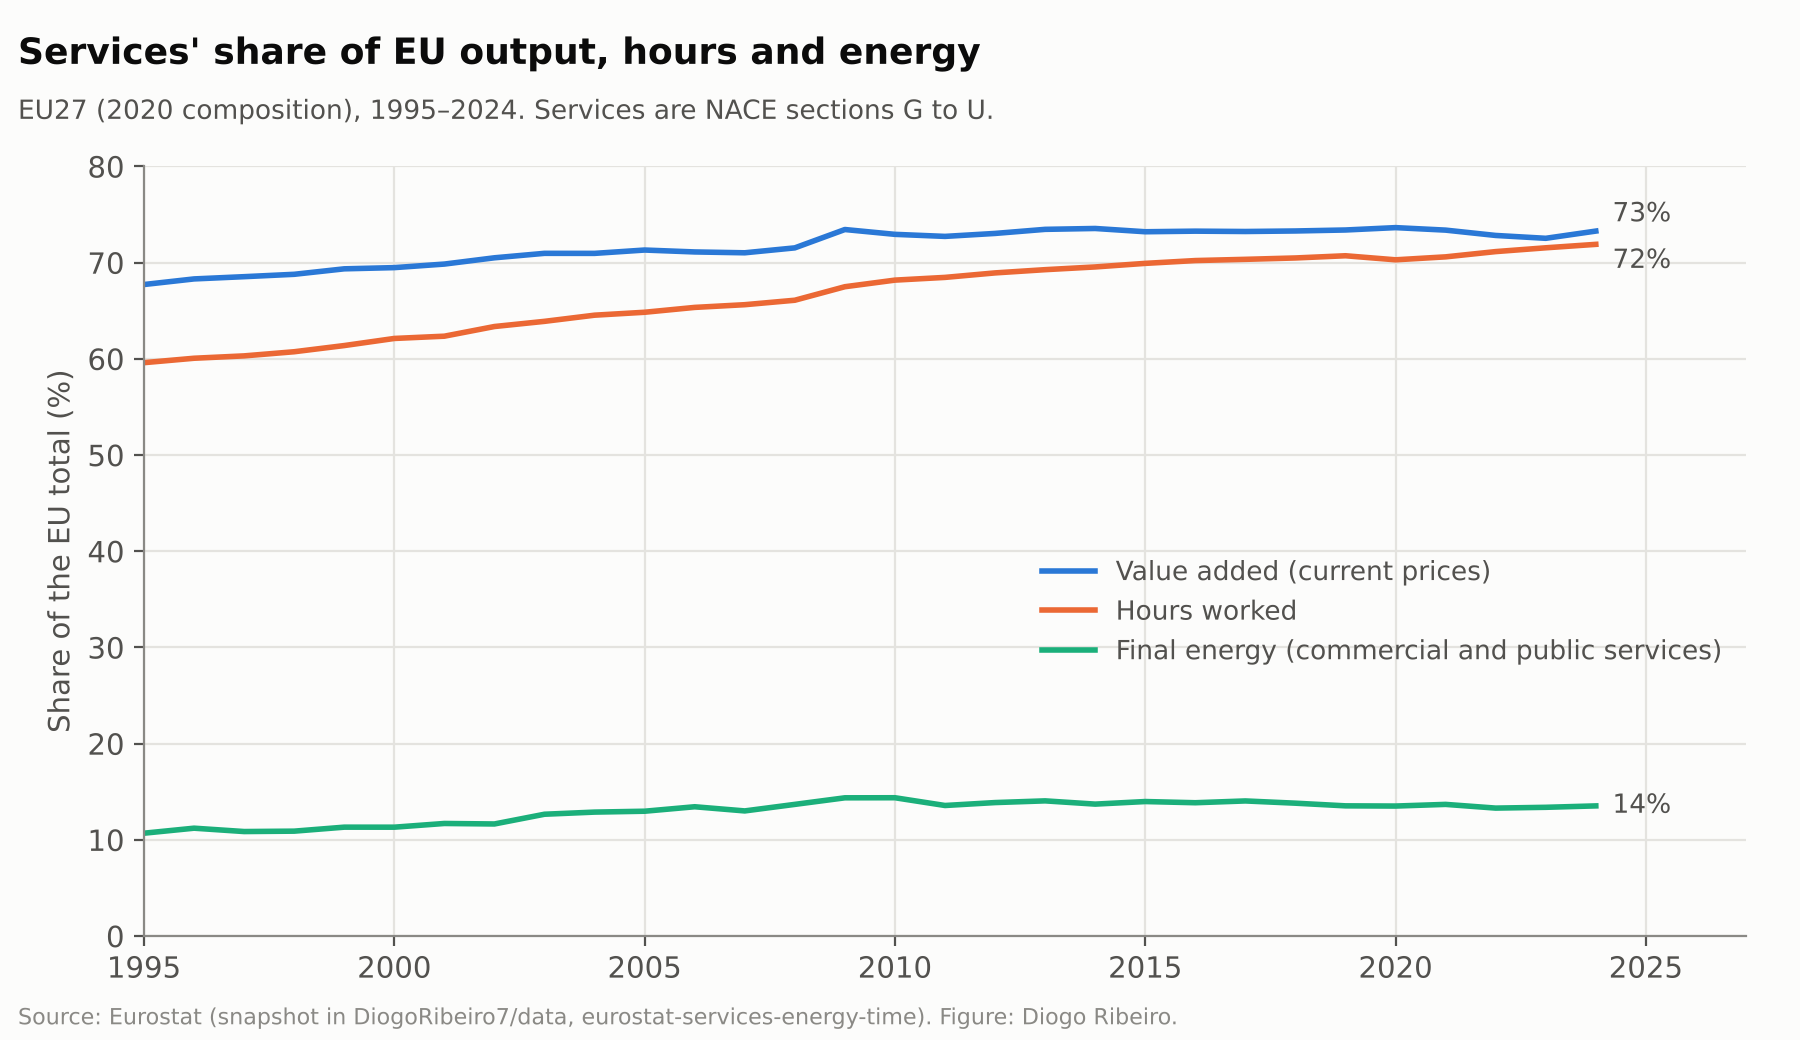 Services' share of EU output, hours and energy
EU27 (2020 composition), 1995–2024. Services are NACE sections G to U.
Share of the EU total (%)
80
70
60
50
40
30
20
10
0
73%
72%
Value added (current prices)
Hours worked
Final energy (commercial and public services)
14%
1995 2000 2005 2010 2015 2020 2025
Source: Eurostat (snapshot in DiogoRibeiro7/data, eurostat-services-energy-time). Figure: Diogo Ribeiro.